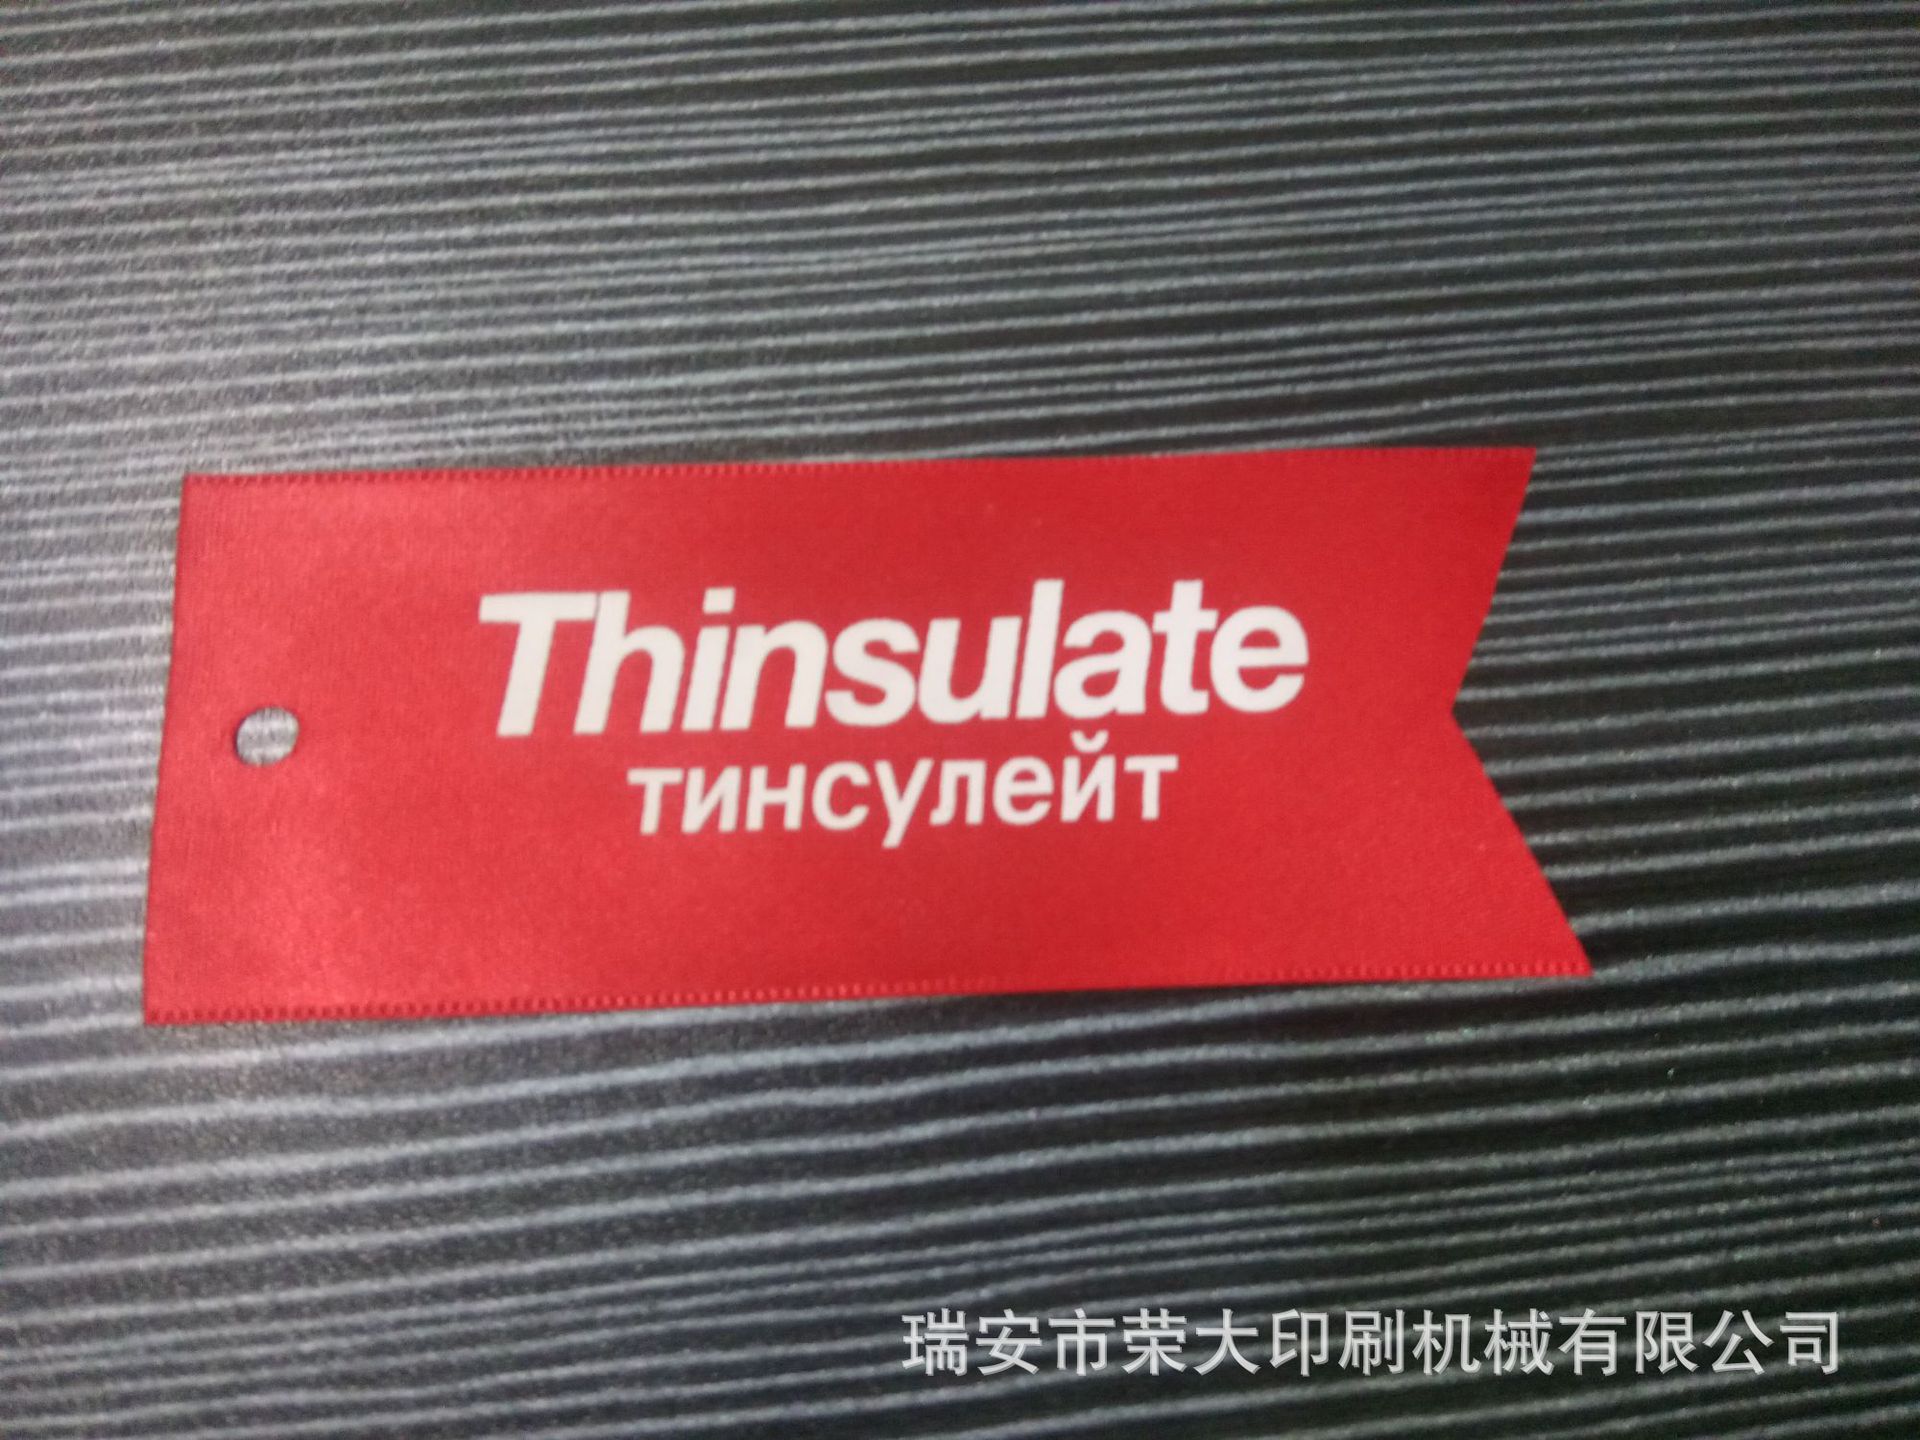 Thinsulate
тинсулейт
瑞安市荣大印刷机械有限公司